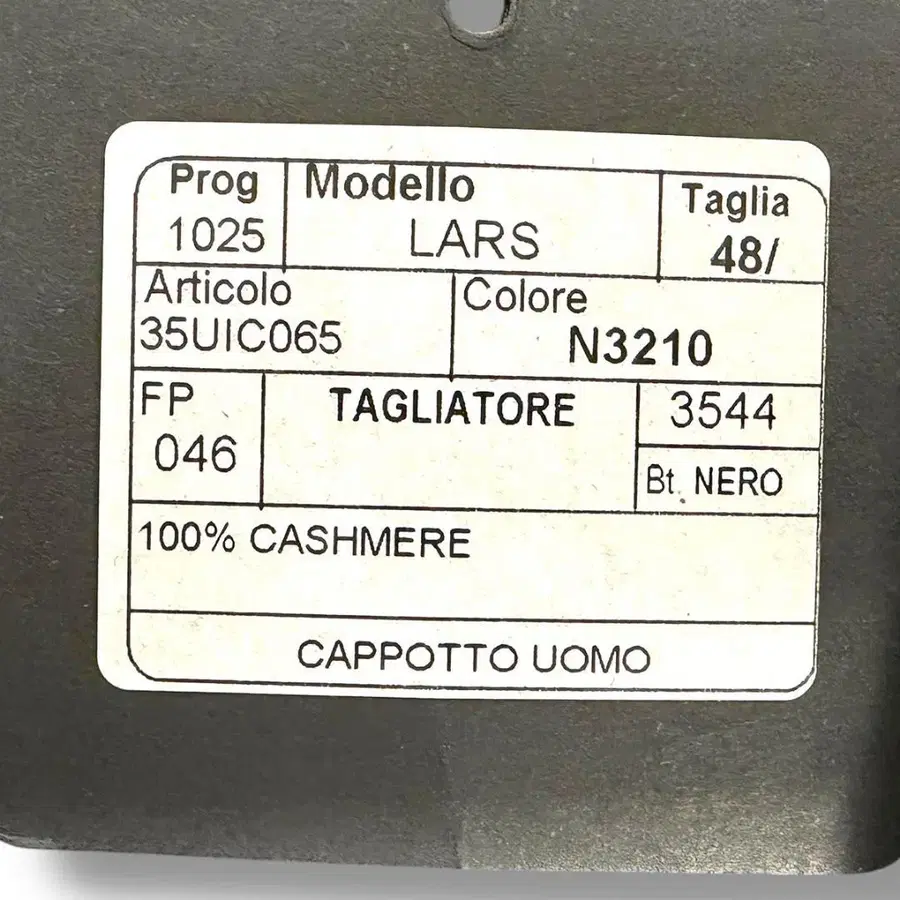 Prog
1025
Modello
LARS
Taglia
48/
Articolo
35UIC065
Colore
N3210
FP
046
TAGLIATORE
3544
Bt. NERO
100% CASHMERE
CAPPOTTO UOMO